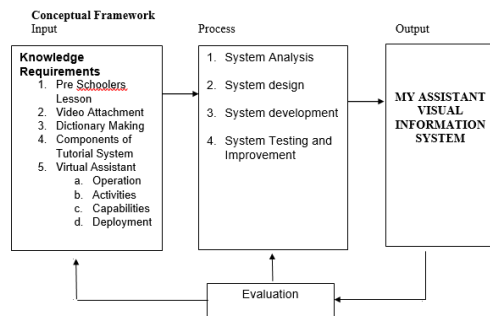 Conceptual Framework
Input
Process
Output
Knowledge
Requirements
1. Pre Schoolers
Lesson
2. Video Attachment
3. Dictionary Making
4. Components of
Tutorial System
5. Virtual Assistant
a. Operation
b. Activities
c. Capabilities
d. Deployment
1. System Analysis
2. System design
3. System development
4. System Testing and
Improvement
MY ASSISTANT
VISUAL
INFORMATION
SYSTEM
Evaluation